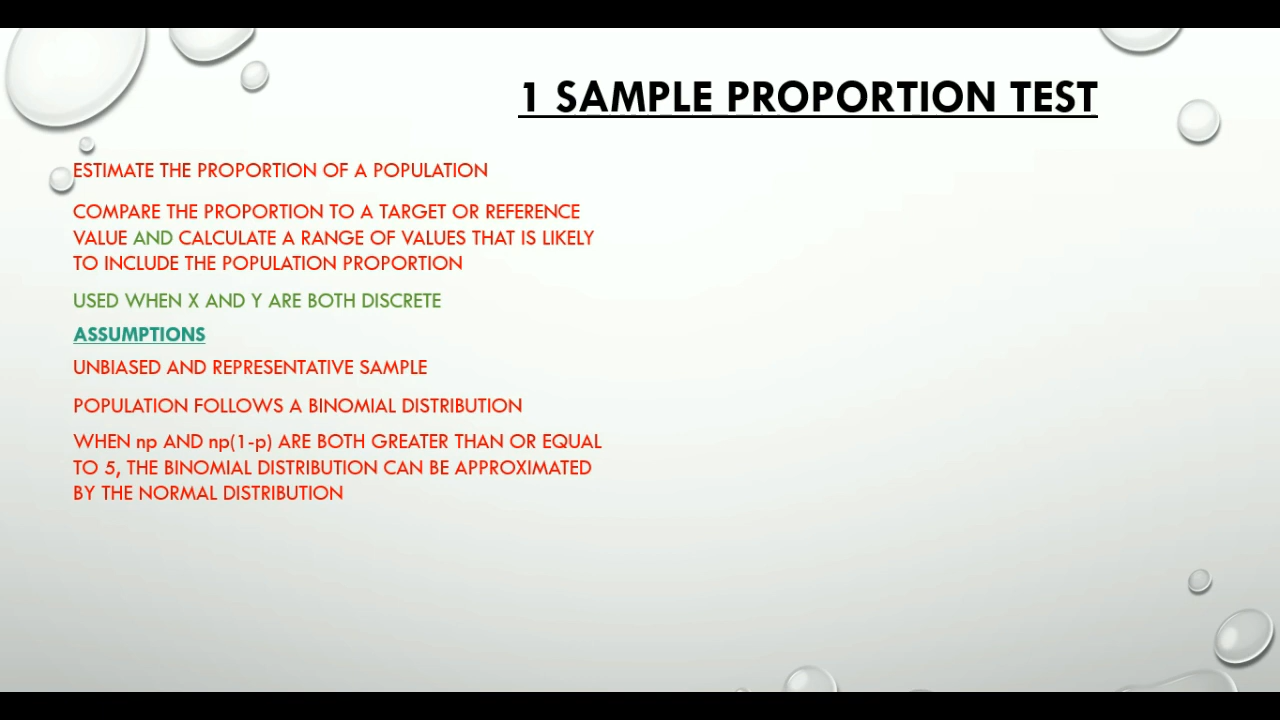 1 SAMPLE PROPORTION TEST
ESTIMATE THE PROPORTION OF A POPULATION
COMPARE THE PROPORTION TO A TARGET OR REFERENCE
VALUE AND CALCULATE A RANGE OF VALUES THAT IS LIKELY
TO INCLUDE THE POPULATION PROPORTION
USED WHEN X AND Y ARE BOTH DISCRETE
ASSUMPTIONS
UNBIASED AND REPRESENTATIVE SAMPLE
POPULATION FOLLOWS A BINOMIAL DISTRIBUTION
WHEN np AND np(1-p) ARE BOTH GREATER THAN OR EQUAL
TO 5, THE BINOMIAL DISTRIBUTION CAN BE APPROXIMATED
BY THE NORMAL DISTRIBUTION